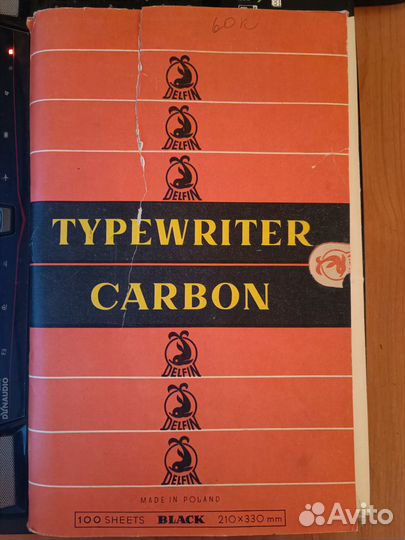 60к
DELFIN
DELFIN
DELFIN
TYPEWRITER
CARBON
DELFIN
DELFIN
DELFIN
MADE IN POLAND
100 SHEETS BLACK 210×330 mm
DYNAUDIO
Avito